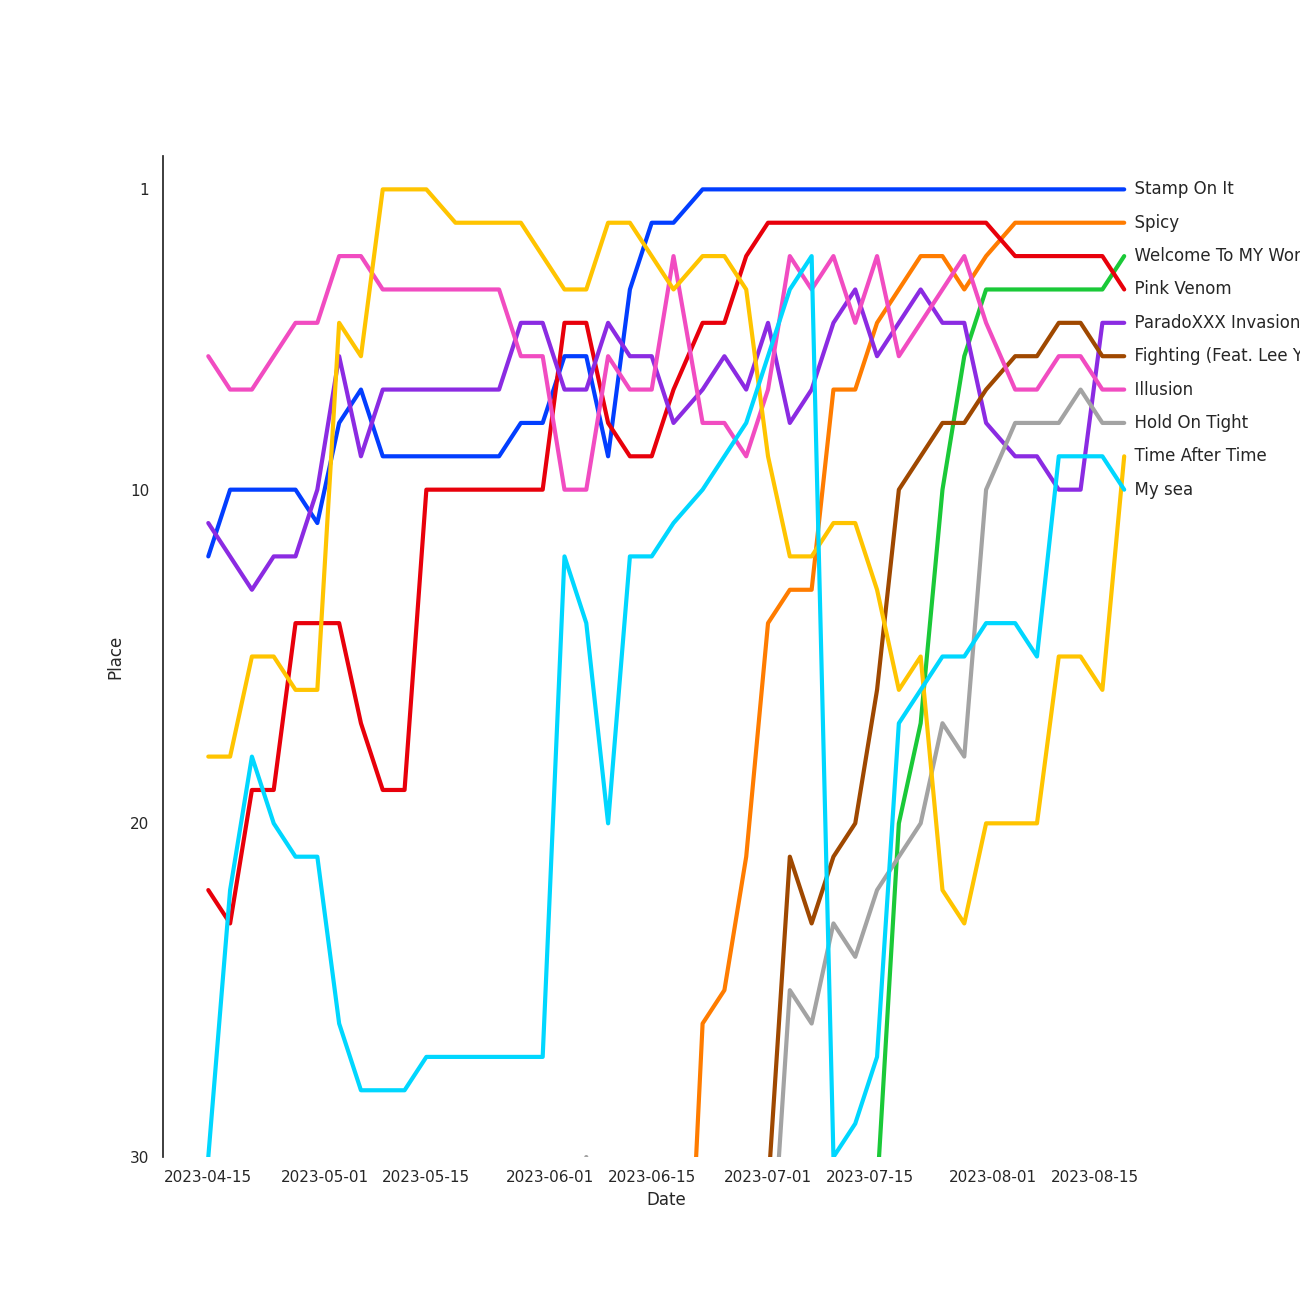 1
10
20
30
Place
Stamp On It
Spicy
Welcome To MY Wor
Pink Venom
ParadoXXX Invasion
Fighting (Feat. Lee Y
Illusion
Hold On Tight
Time After Time
My sea
2023-04-15 2023-05-01 2023-05-15 2023-06-01 2023-06-15 2023-07-01 2023-07-15 2023-08-01 2023-08-15
Date